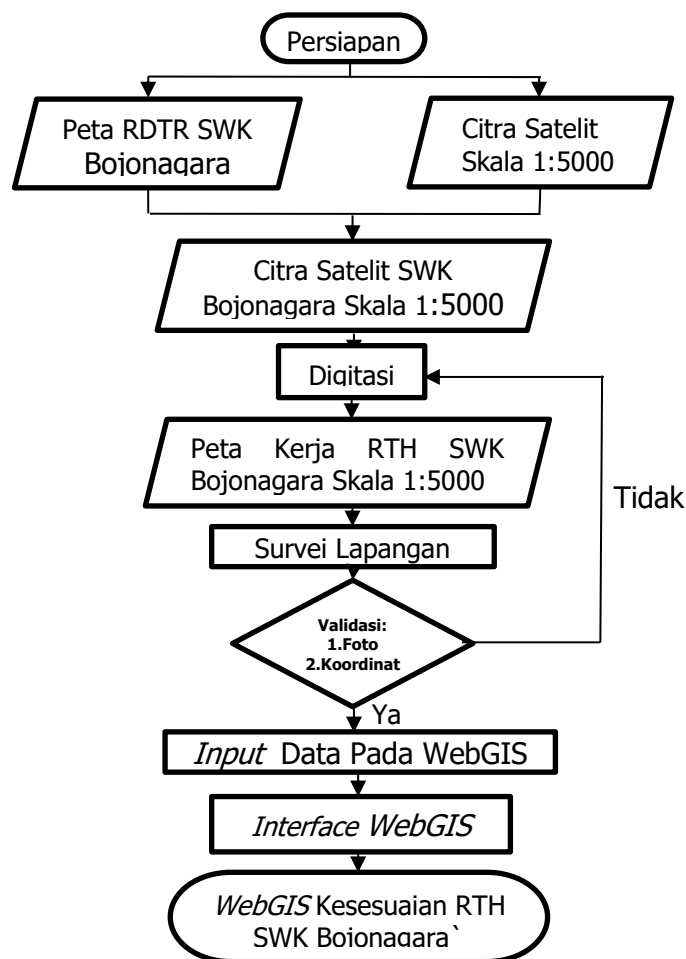 Persiapan
Peta RDTR SWK
Bojonagara
Citra Satelit
Skala 1:5000
Citra Satelit SWK
Bojonagara Skala 1:5000
Digitasi
Peta Kerja RTH SWK
Bojonagara Skala 1:5000
Tidak
Survei Lapangan
Validasi:
1.Foto
2.Koordinat
Ya
Input Data Pada WebGIS
Interface WebGIS
WebGIS Kesesuaian RTH
SWK Bojonagara`